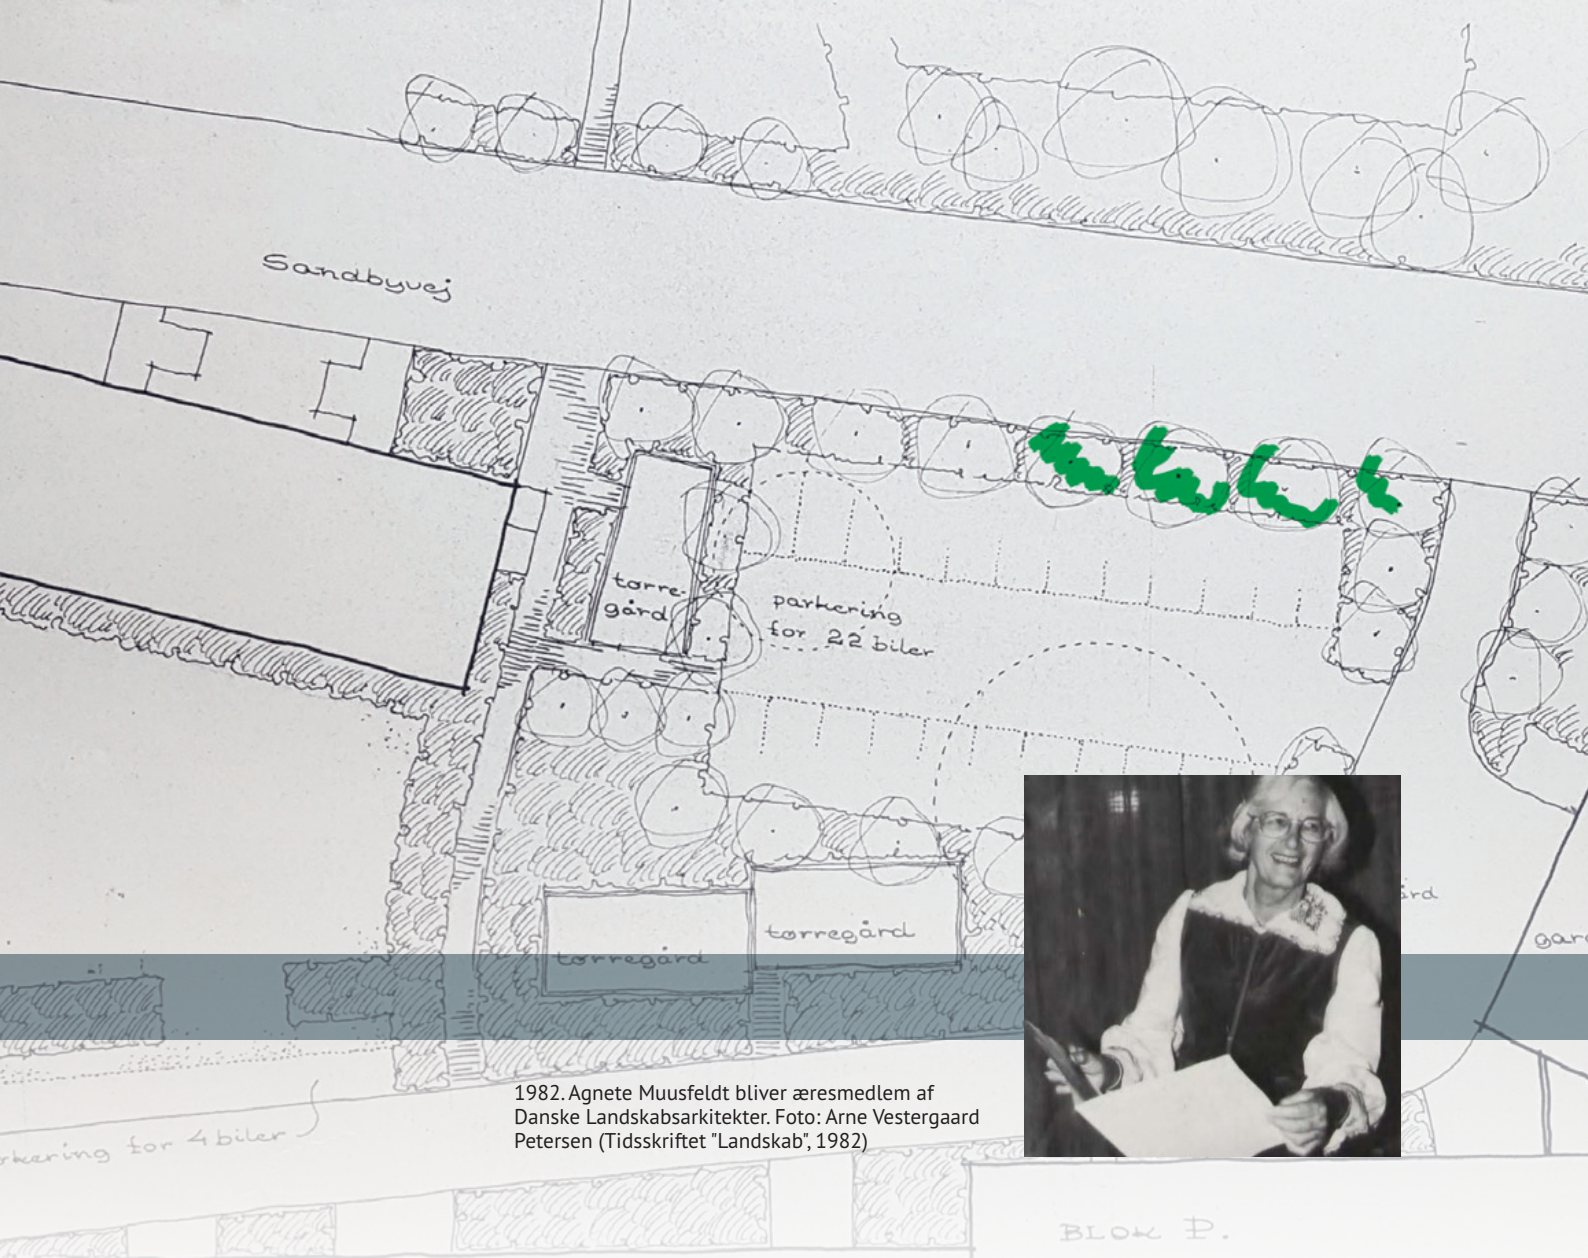 Sandbyvej
tørre-
gård
parkering
for 22 biler
tørregård
tørregård
1982. Agnete Muusfeldt bliver æresmedlem af
Danske Landskabsarkitekter. Foto: Arne Vestergaard
Petersen (Tidsskriftet "Landskab", 1982)
for 4 biler
BLOK P.